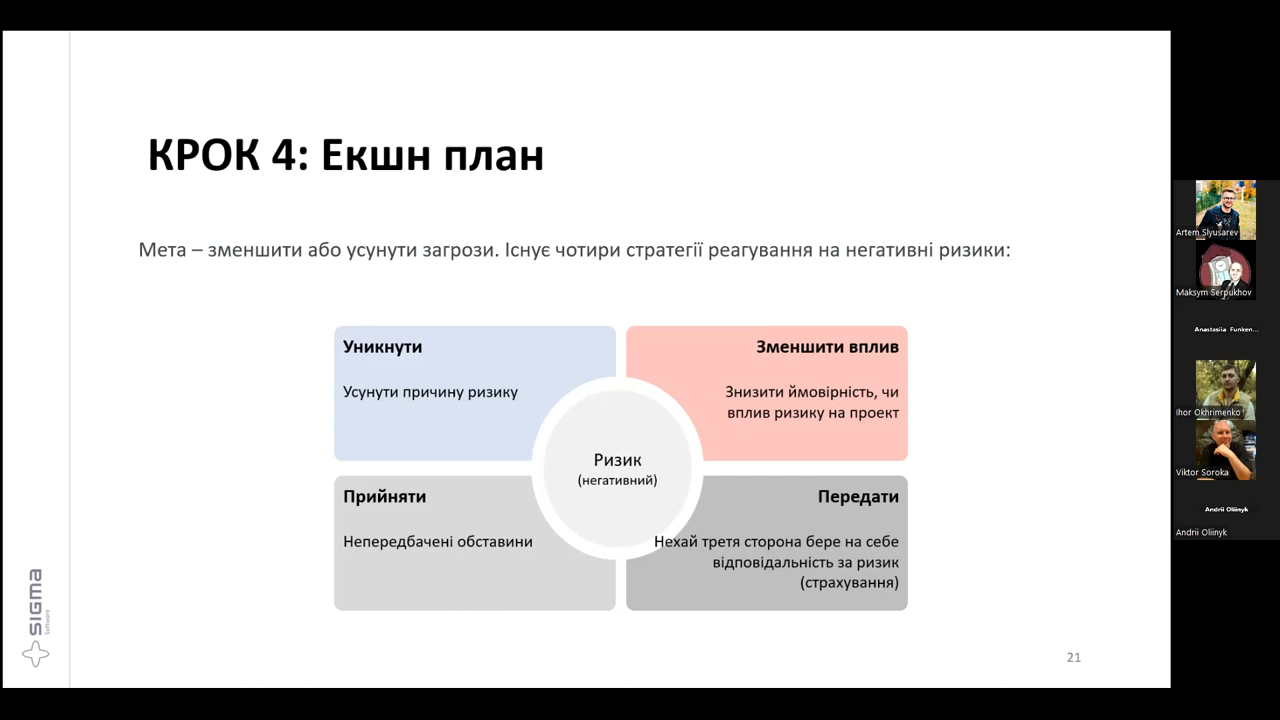 КРОК 4: Екшн план
Мета – зменшити або усунути загрози. Існує чотири стратегії реагування на негативні ризики:
Уникнути
Усунути причину ризику
Зменшити вплив
Знизити ймовірність, чи
вплив ризику на проект
Ризик
(негативний)
Прийняти
Непередбачені обставини
Передати
Нехай третя сторона бере на себе
відповідальність за ризик
(страхування)
21
SIGMA
Software
Artem Slyusarev
Maksym Serpukhov
Anastasiia Funken...
Ihor Okhrimenko
Viktor Soroka
Andrii Oliinyk
Andrii Oliinyk